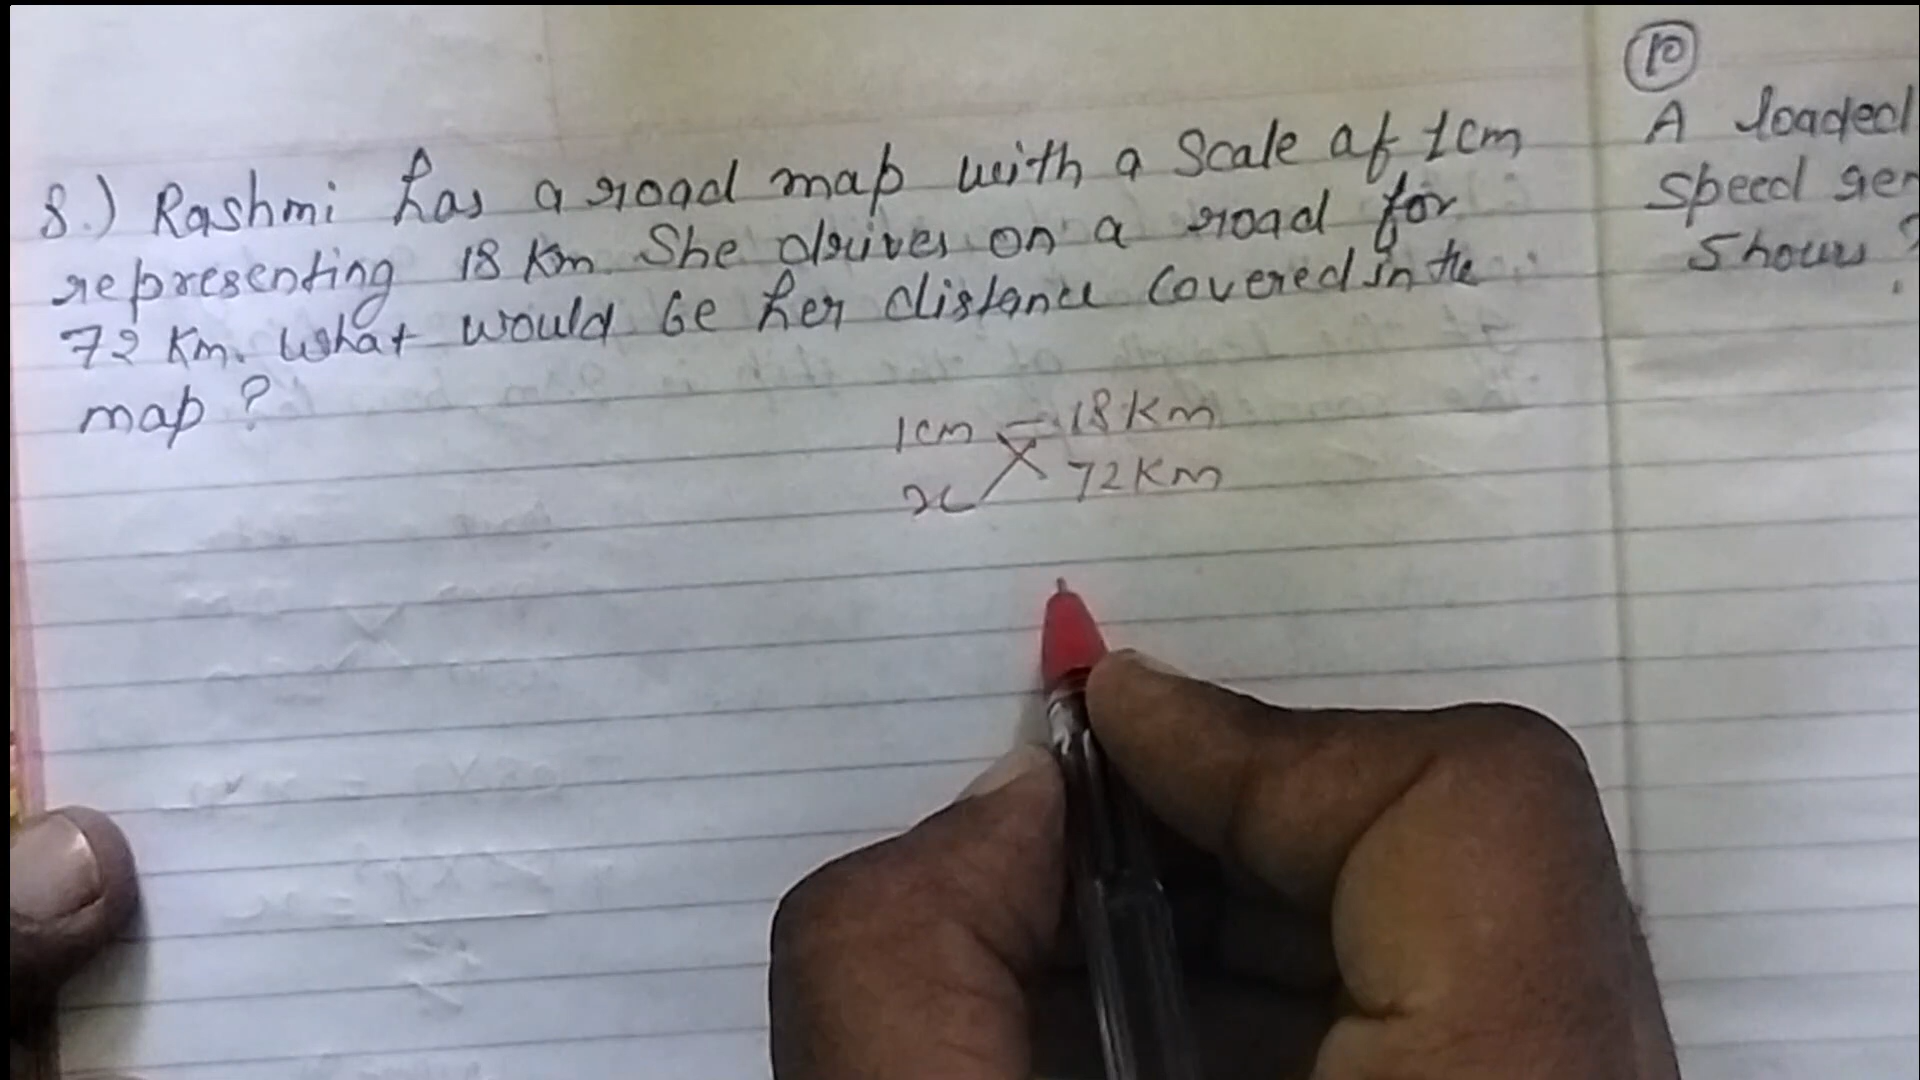 8.) Rashmi has a road map with a scale of 1cm
representing 18 Km. She drives on a road for
72 Km. What would be her distance covered in the
map?
1cm = 18 Km
x 72 Km
10
A loaded
Speed
5 hours?